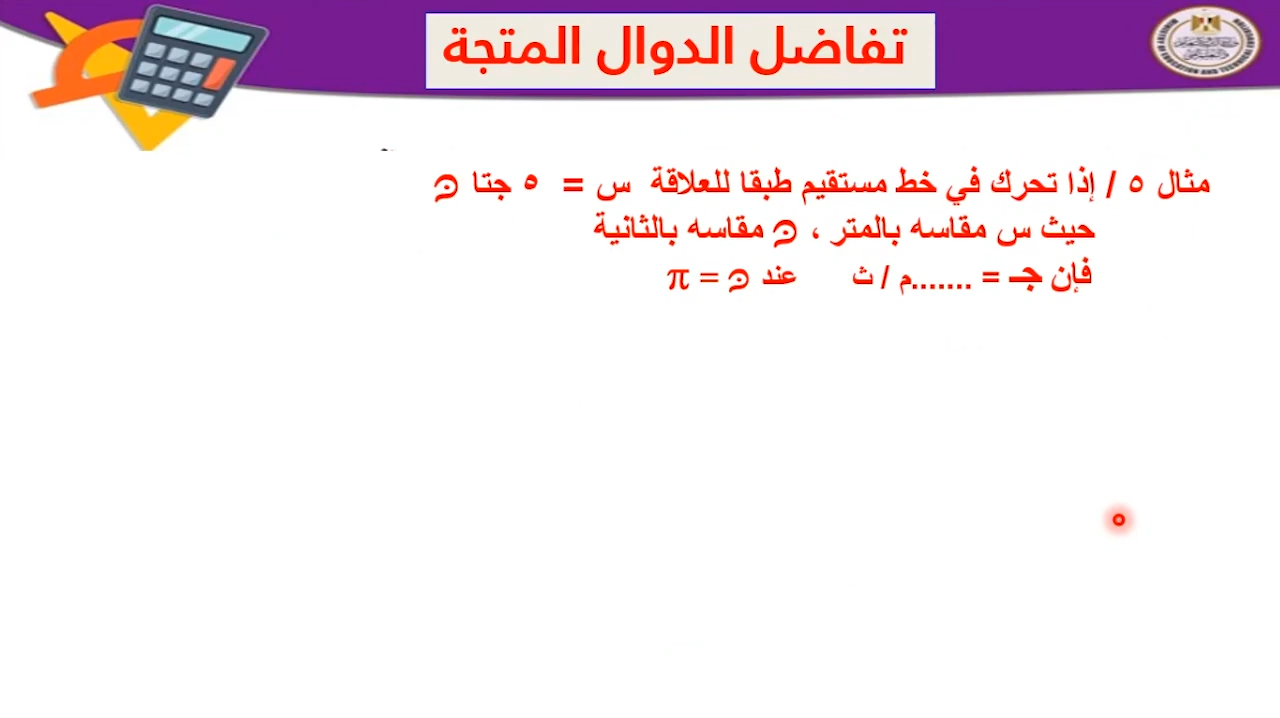 تفاضل الدوال المتجة
مثال ٥ / إذا تحرك في خط مستقيم طبقا للعلاقة س = ٥ جتا ن
حيث س مقاسه بالمتر ، ن مقاسه بالثانية
فإن جـ = .......م / ث عند ن = π